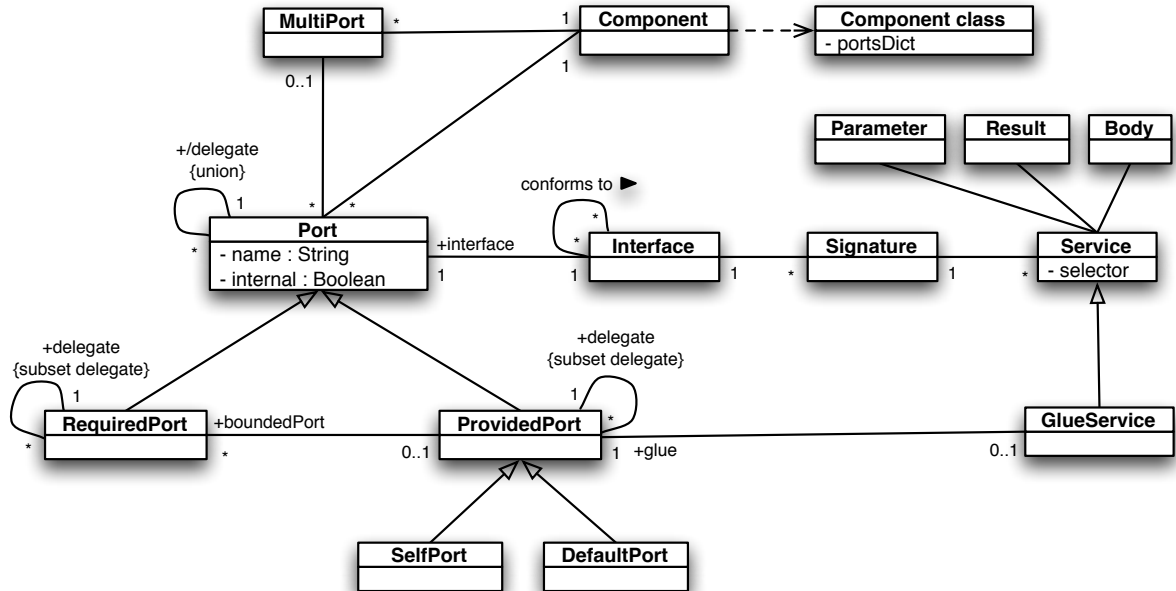 MultiPort
*
1
Component
Component class
- portsDict
1
0..1
Parameter
Result
Body
+/delegate
{union}
1
*
*
*
conforms to ►
*
*
Port
- name : String
- internal : Boolean
+interface
1
1
Interface
1
*
Signature
1
*
Service
- selector
+delegate
{subset delegate}
1
*
+delegate
{subset delegate}
1
*
RequiredPort
+boundedPort
*
0..1
ProvidedPort
1
+glue
0..1
GlueService
SelfPort
DefaultPort